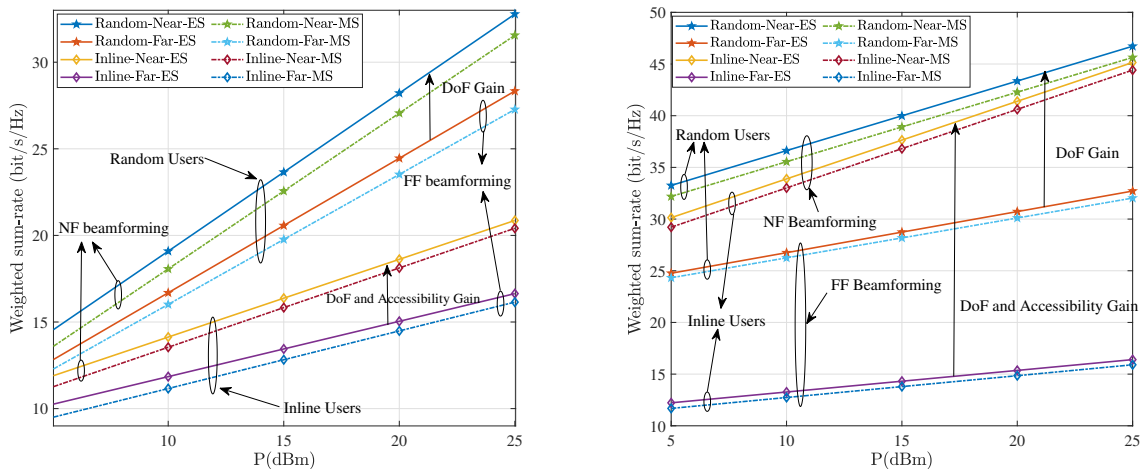 Random-Near-ES
Random-Far-ES
Inline-Near-ES
Inline-Far-ES
Random-Near-MS
Random-Far-MS
Inline-Near-MS
Inline-Far-MS
DoF Gain
Random Users
FF beamforming
NF beamforming
DoF and Accessibility Gain
Inline Users
30
25
20
15
10
10
15
20
25
P(dBm)
Weighted sum-rate (bit/s/Hz)
Random-Near-ES
Random-Far-ES
Inline-Near-ES
Inline-Far-ES
Random-Near-MS
Random-Far-MS
Inline-Near-MS
Inline-Far-MS
Random Users
DoF Gain
NF Beamforming
FF Beamforming
DoF and Accessibility Gain
Inline Users
50
45
40
35
30
25
20
15
10
5
10
15
20
25
P(dBm)
Weighted sum-rate (bit/s/Hz)